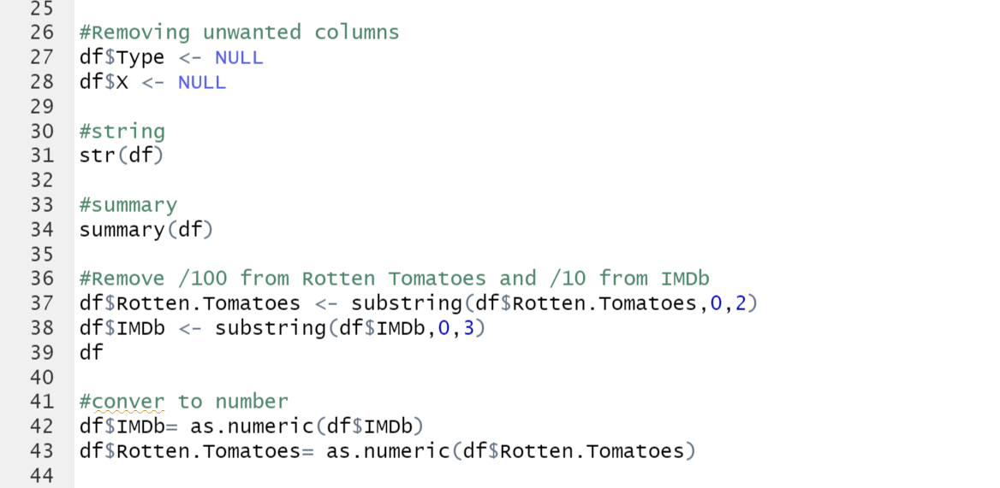 25
26 #Removing unwanted columns
27 df$Type <- NULL
28 df$X <- NULL
29
30 #string
31 str(df)
32
33 #summary
34 summary(df)
35
36 #Remove /100 from Rotten Tomatoes and /10 from IMDb
37 df$Rotten.Tomatoes <- substring(df$Rotten.Tomatoes,0,2)
38 df$IMDb <- substring(df$IMDb,0,3)
39 df
40
41 #conver to number
42 df$IMDb= as.numeric(df$IMDb)
43 df$Rotten.Tomatoes= as.numeric(df$Rotten.Tomatoes)
44